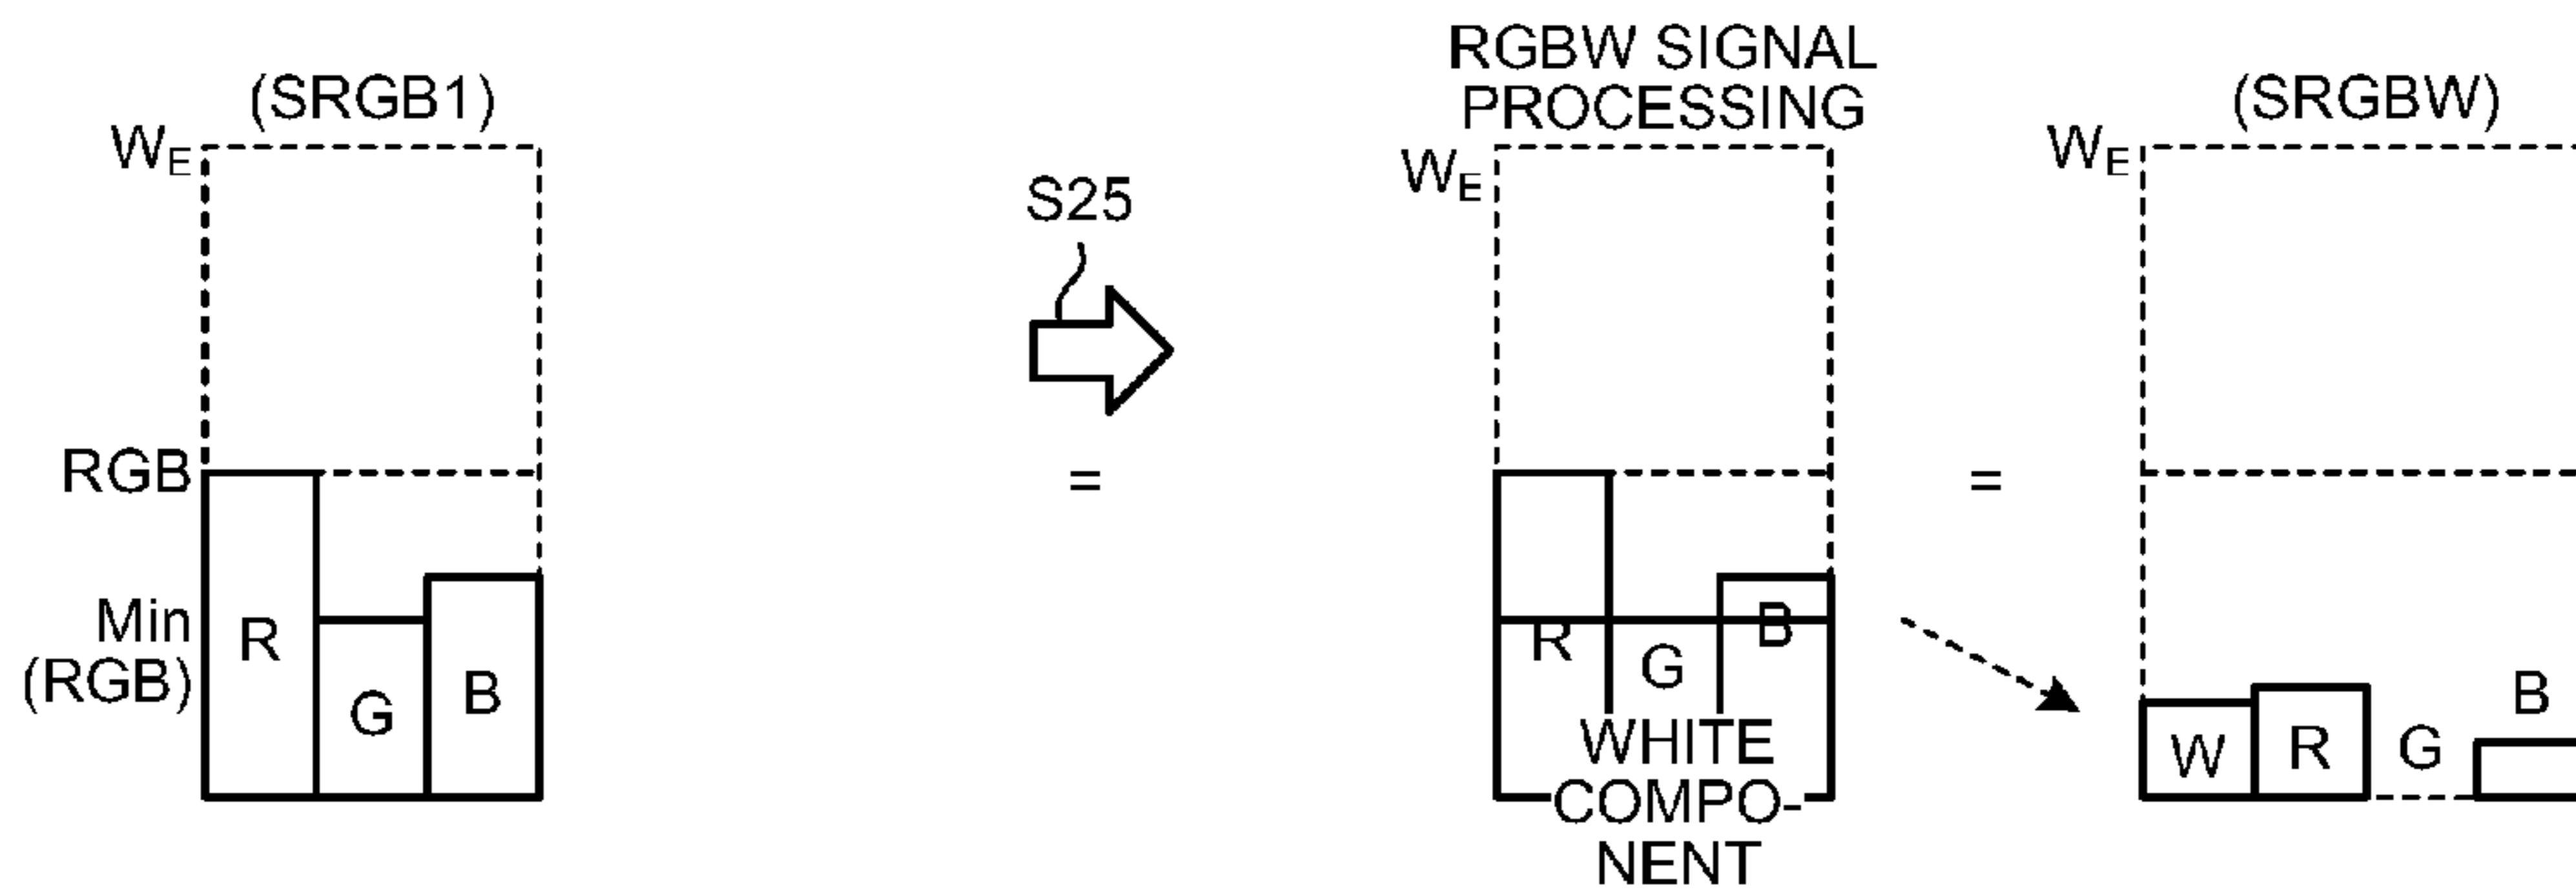 (SRGB1)
WE
RGB
Min
(RGB)
R
G
B
S25
=
RGBW SIGNAL
PROCESSING
WE
R
G
B
WHITE
COMPO-
NENT
=
(SRGBW)
WE
W
R
G
B